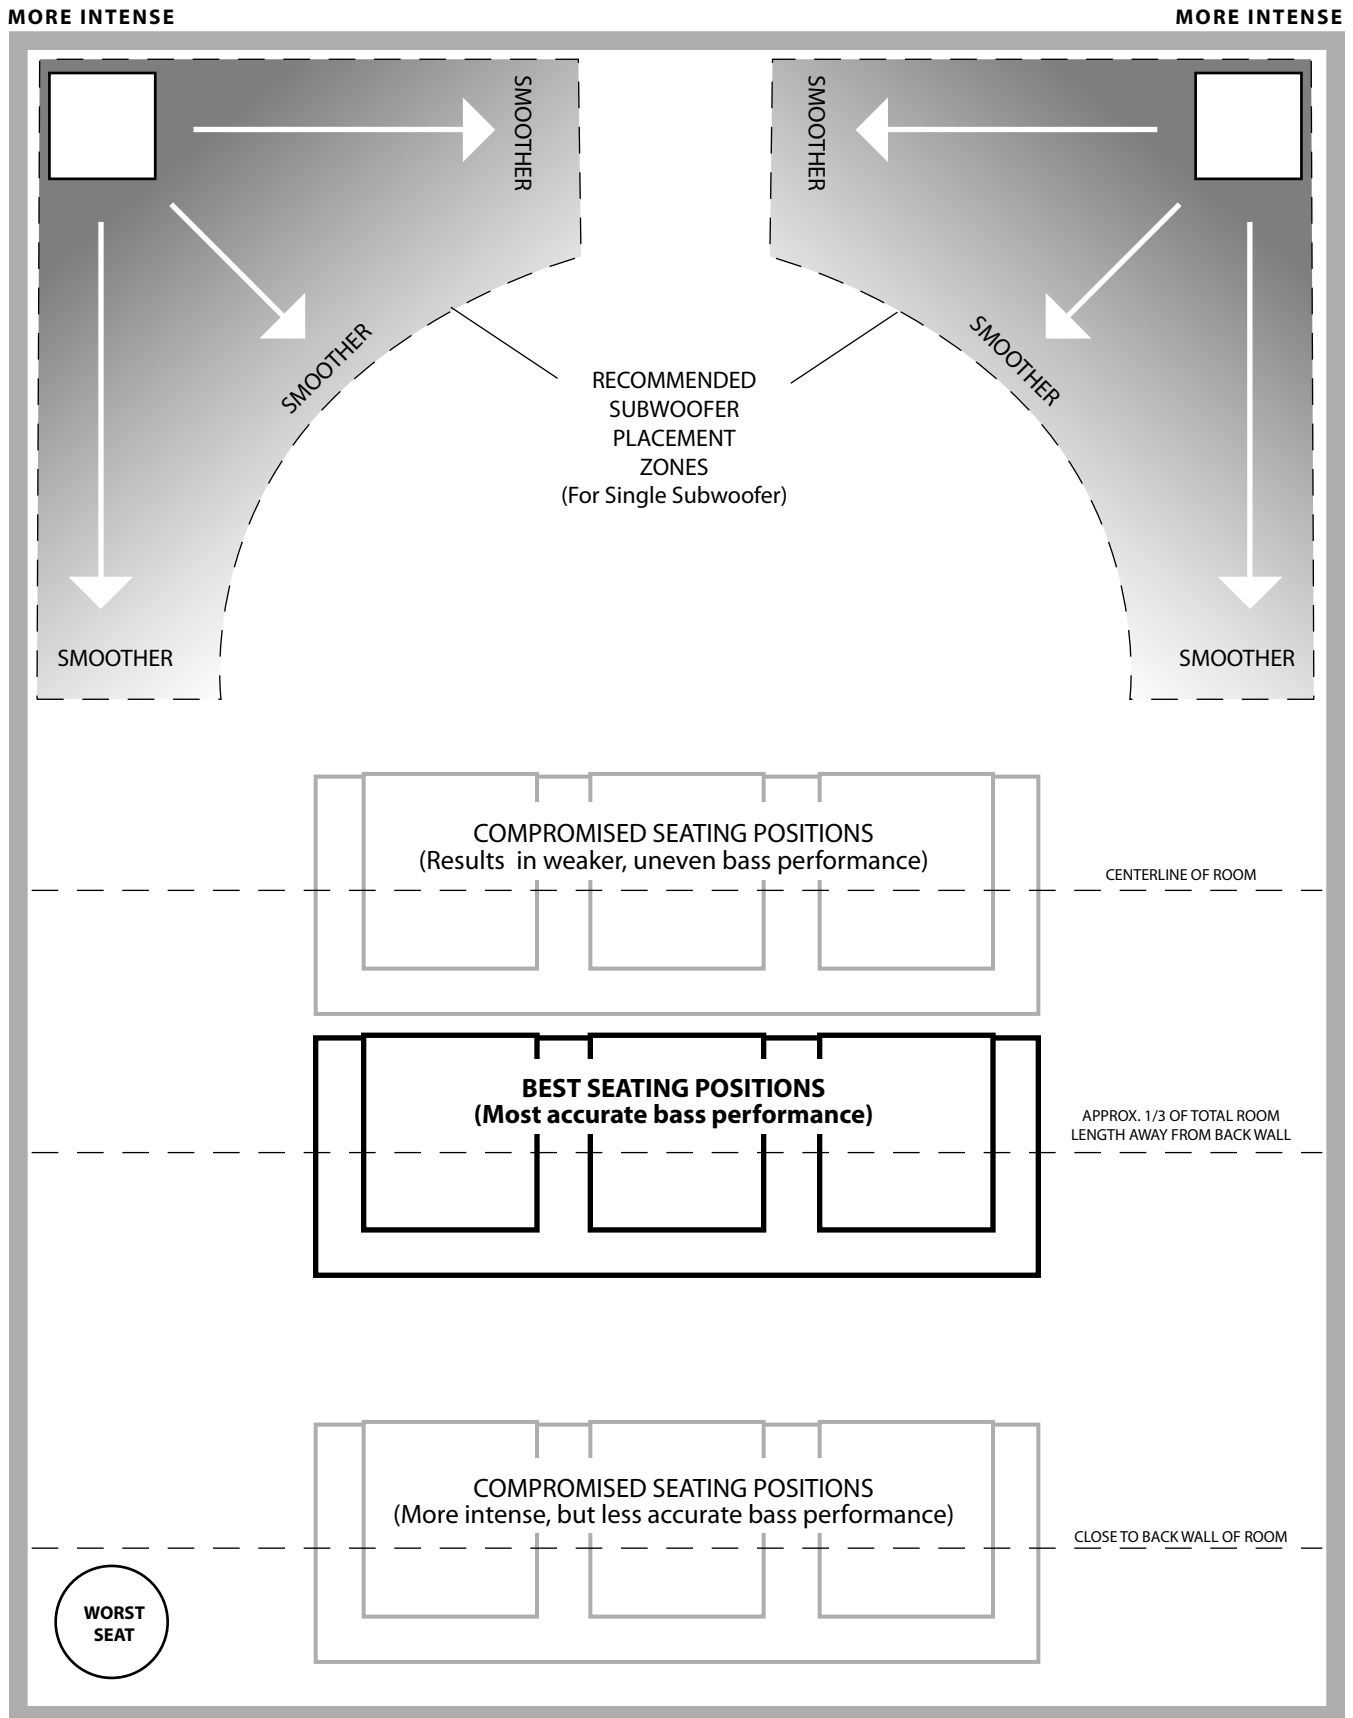 MORE INTENSE
MORE INTENSE
SMOOTHER
SMOOTHER
SMOOTHER
SMOOTHER
RECOMMENDED
SUBWOOFER
PLACEMENT
ZONES
(For Single Subwoofer)
SMOOTHER
SMOOTHER
COMPROMISED SEATING POSITIONS
(Results in weaker, uneven bass performance)
CENTERLINE OF ROOM
BEST SEATING POSITIONS
(Most accurate bass performance)
APPROX. 1/3 OF TOTAL ROOM
LENGTH AWAY FROM BACK WALL
COMPROMISED SEATING POSITIONS
(More intense, but less accurate bass performance)
CLOSE TO BACK WALL OF ROOM
WORST
SEAT